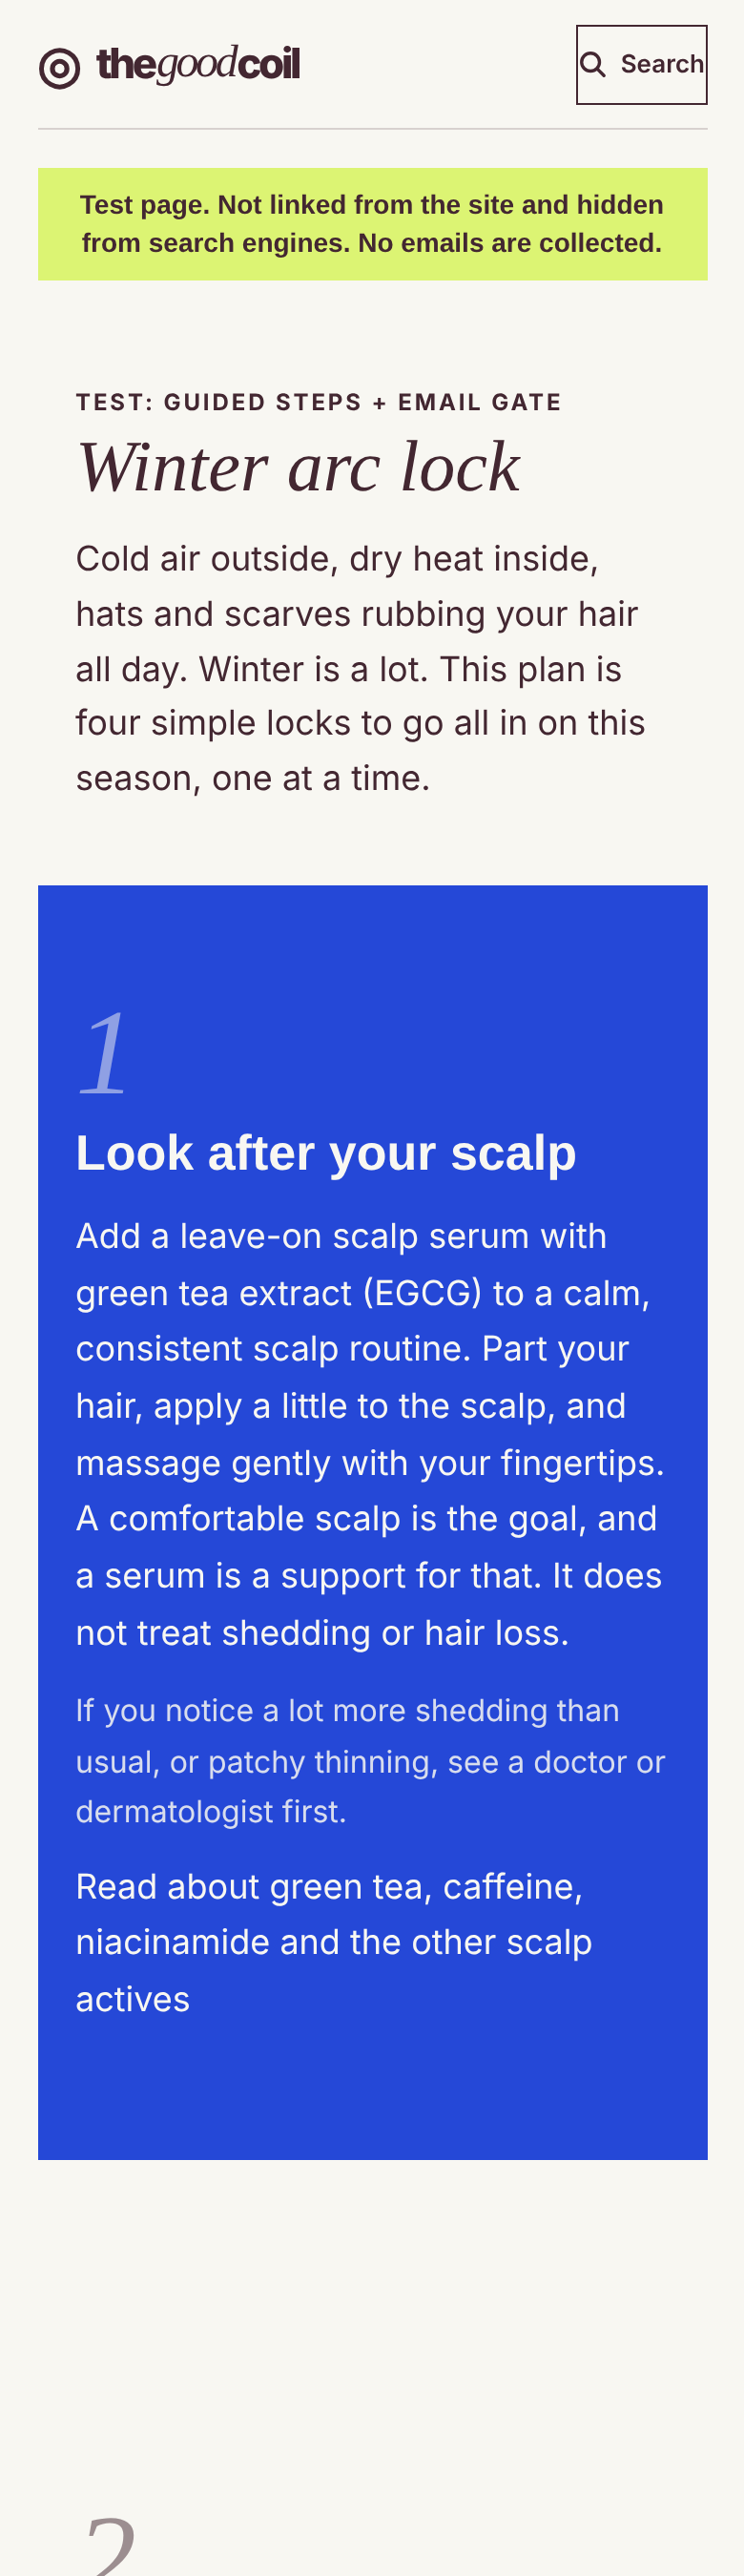 thegoodcoil
Search
Test page. Not linked from the site and hidden
from search engines. No emails are collected.
TEST: GUIDED STEPS + EMAIL GATE
Winter arc lock
Cold air outside, dry heat inside,
hats and scarves rubbing your hair
all day. Winter is a lot. This plan is
four simple locks to go all in on this
season, one at a time.
1
Look after your scalp
Add a leave-on scalp serum with
green tea extract (EGCG) to a calm,
consistent scalp routine. Part your
hair, apply a little to the scalp, and
massage gently with your fingertips.
A comfortable scalp is the goal, and
a serum is a support for that. It does
not treat shedding or hair loss.
If you notice a lot more shedding than
usual, or patchy thinning, see a doctor or
dermatologist first.
Read about green tea, caffeine,
niacinamide and the other scalp
actives
2